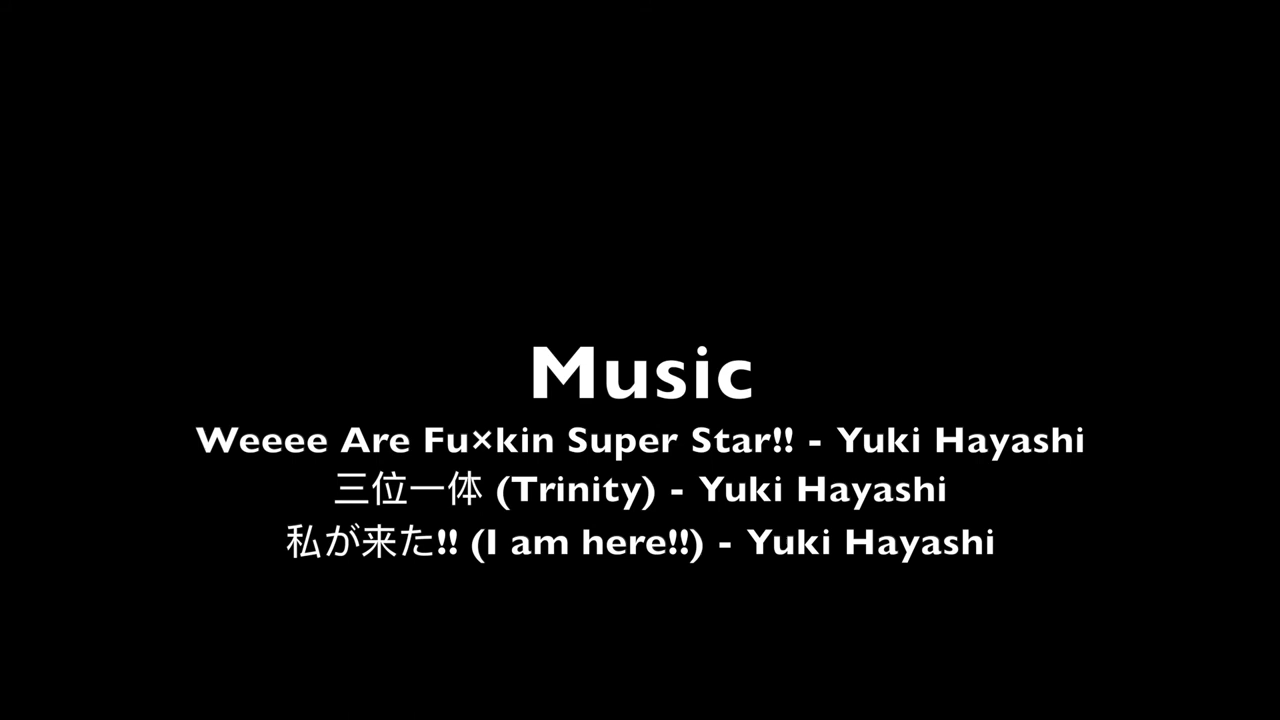 Music
Weeee Are Fu×kin Super Star!! - Yuki Hayashi
三位一体 (Trinity) - Yuki Hayashi
私が来た!! (I am here!!) - Yuki Hayashi